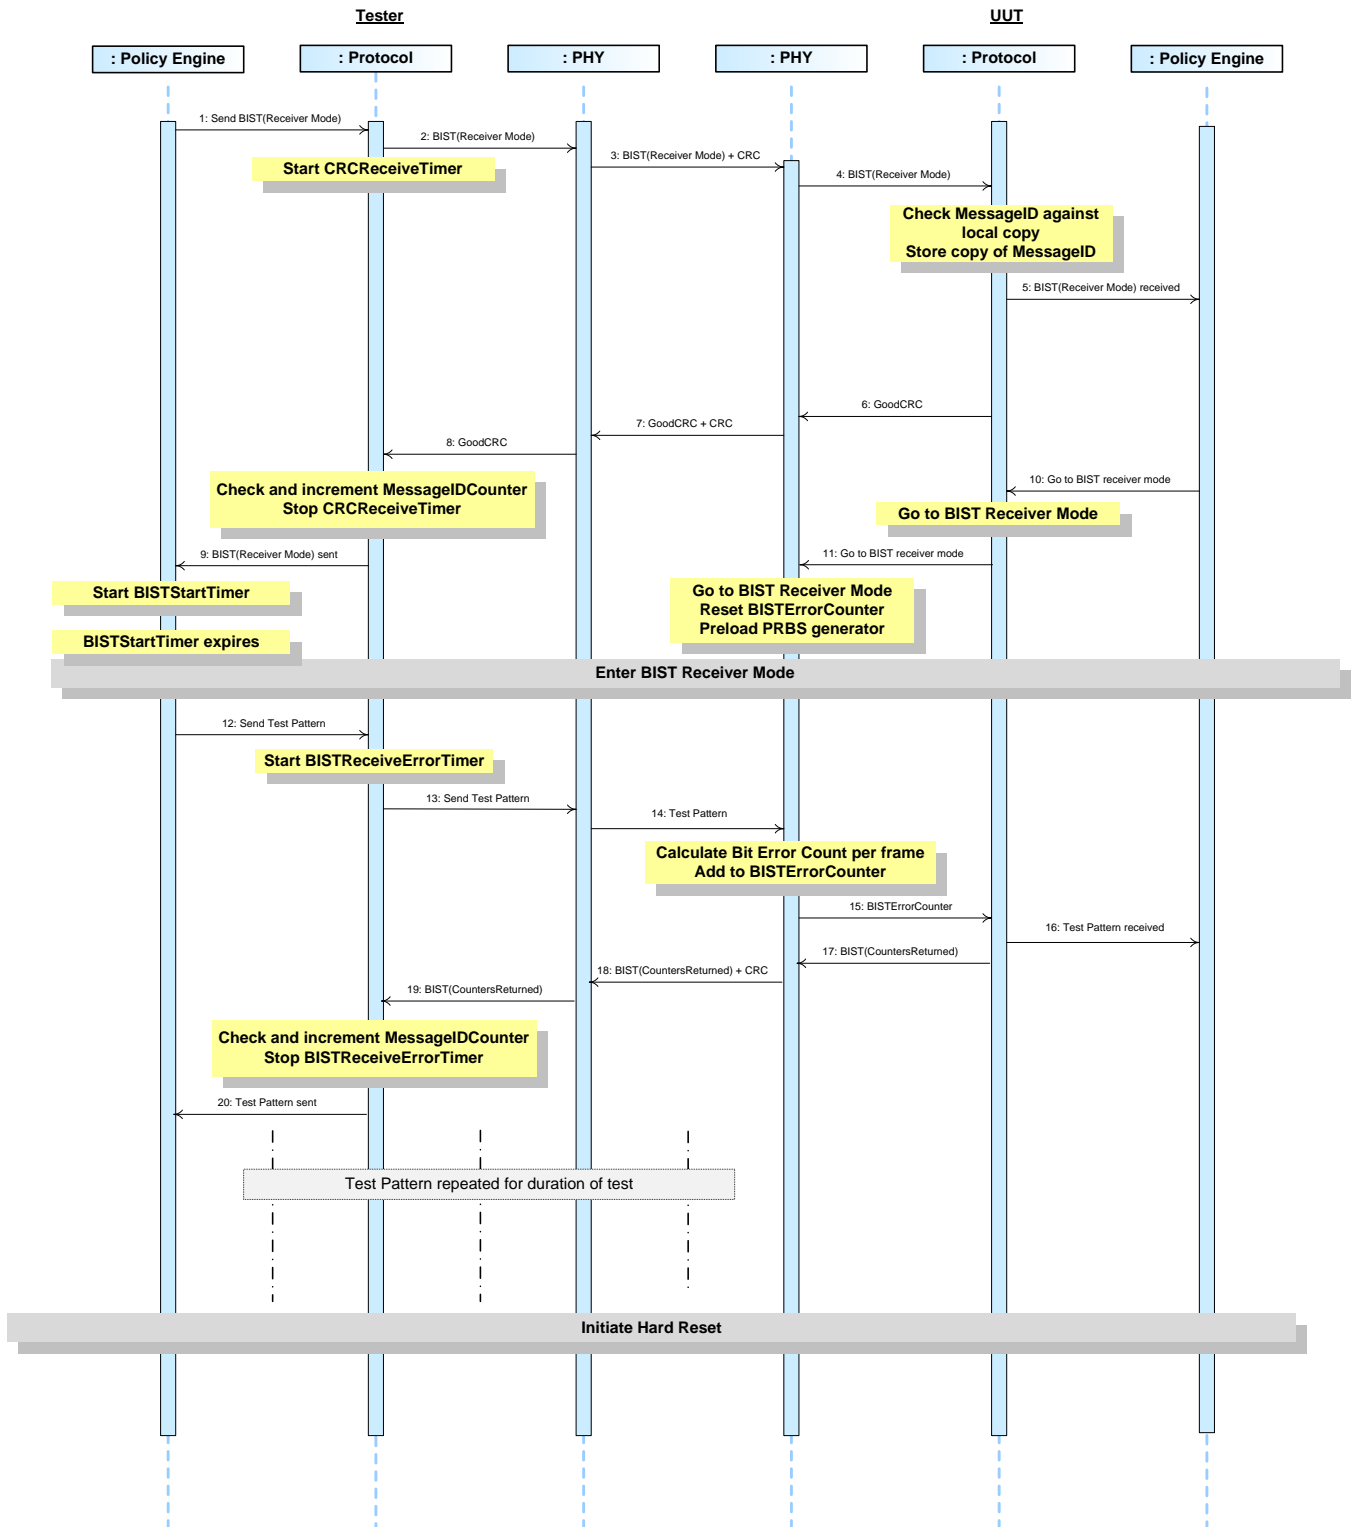 Tester
UUT
: Policy Engine
: Protocol
: PHY
: PHY
: Protocol
: Policy Engine
1: Send BIST(Receiver Mode)
2: BIST(Receiver Mode)
Start CRCReceiveTimer
3: BIST(Receiver Mode) + CRC
4: BIST(Receiver Mode)
Check MessageID against
local copy
Store copy of MessageID
5: BIST(Receiver Mode) received
6: GoodCRC
7: GoodCRC + CRC
8: GoodCRC
Check and increment MessageIDCounter
Stop CRCReceiveTimer
10: Go to BIST receiver mode
Go to BIST Receiver Mode
9: BIST(Receiver Mode) sent
11: Go to BIST receiver mode
Start BISTStartTimer
Go to BIST Receiver Mode
Reset BISTErrorCounter
Preload PRBS generator
BISTStartTimer expires
Enter BIST Receiver Mode
12: Send Test Pattern
Start BISTReceiveErrorTimer
13: Send Test Pattern
14: Test Pattern
Calculate Bit Error Count per frame
Add to BISTErrorCounter
15: BISTErrorCounter
16: Test Pattern received
17: BIST(CountersReturned)
18: BIST(CountersReturned) + CRC
19: BIST(CountersReturned)
Check and increment MessageIDCounter
Stop BISTReceiveErrorTimer
20: Test Pattern sent
Test Pattern repeated for duration of test
Initiate Hard Reset